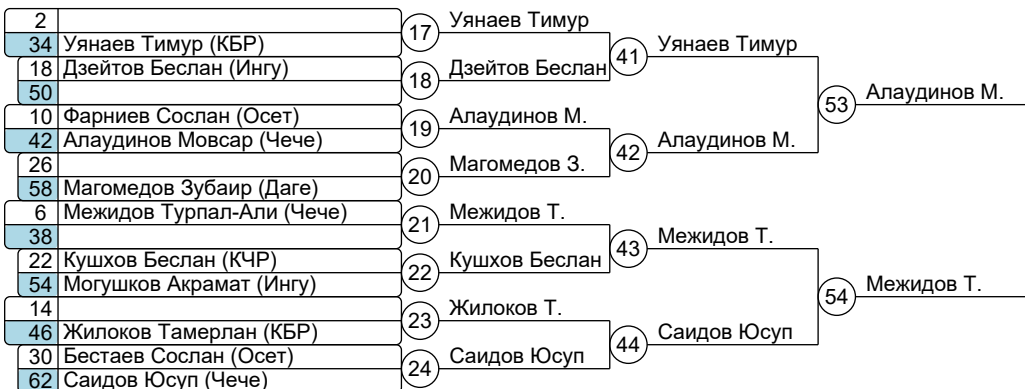 2
34 Уянаев Тимур (КБР)
17
Уянаев Тимур
18 Дзейтов Беслан (Ингу)
50
18
Дзейтов Беслан
41
Уянаев Тимур
10 Фарниев Сослан (Осет)
42 Алаудинов Мовсар (Чече)
19
Алаудинов М.
26
58 Магомедов Зубаир (Даге)
20
Магомедов З.
42
Алаудинов М.
53
Алаудинов М.
6 Межидов Турпал-Али (Чече)
38
21
Межидов Т.
22 Кушхов Беслан (КЧР)
54 Могушков Акрамат (Ингу)
22
Кушхов Беслан
43
Межидов Т.
14
46 Жилоков Тамерлан (КБР)
23
Жилоков Т.
30 Бестаев Сослан (Осет)
62 Саидов Юсуп (Чече)
24
Саидов Юсуп
44
Саидов Юсуп
54
Межидов Т.